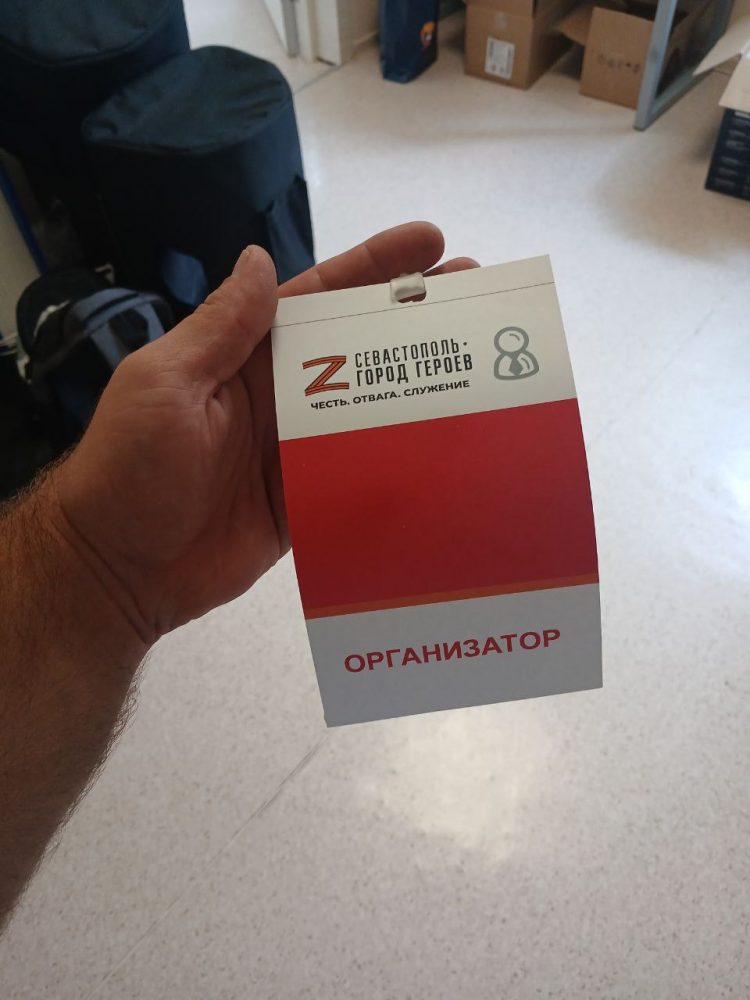 СЕВАСТОПОЛЬ•
ГОРОД ГЕРОЕВ
ЧЕСТЬ. ОТВАГА. СЛУЖЕНИЕ
ОРГАНИЗАТОР